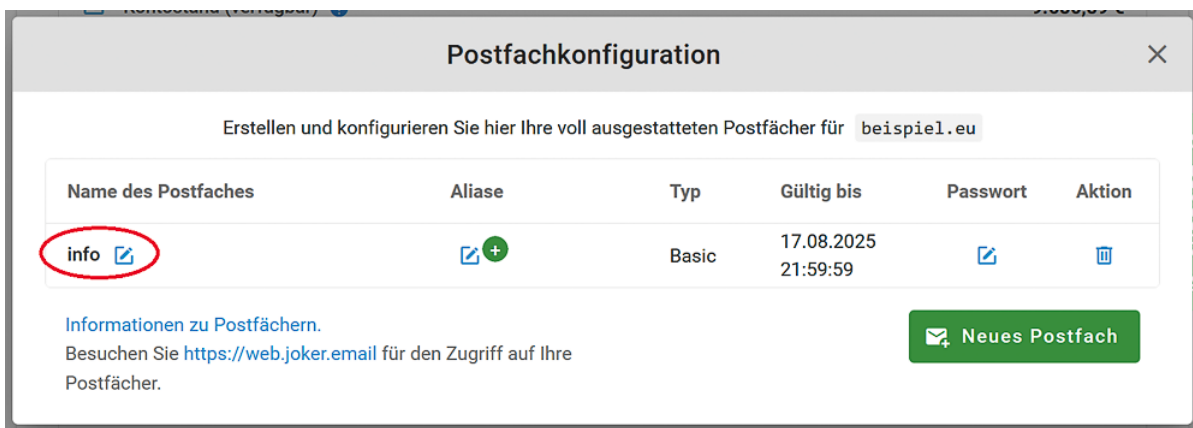 Postfachkonfiguration
Erstellen und konfigurieren Sie hier Ihre voll ausgestatteten Postfächer für beispiel.eu
Name des Postfaches Aliase Typ Gültig bis Passwort Aktion
info Basic 17.08.2025
21:59:59
Informationen zu Postfächern.
Besuchen Sie https://web.joker.email für den Zugriff auf Ihre
Postfächer.
Neues Postfach